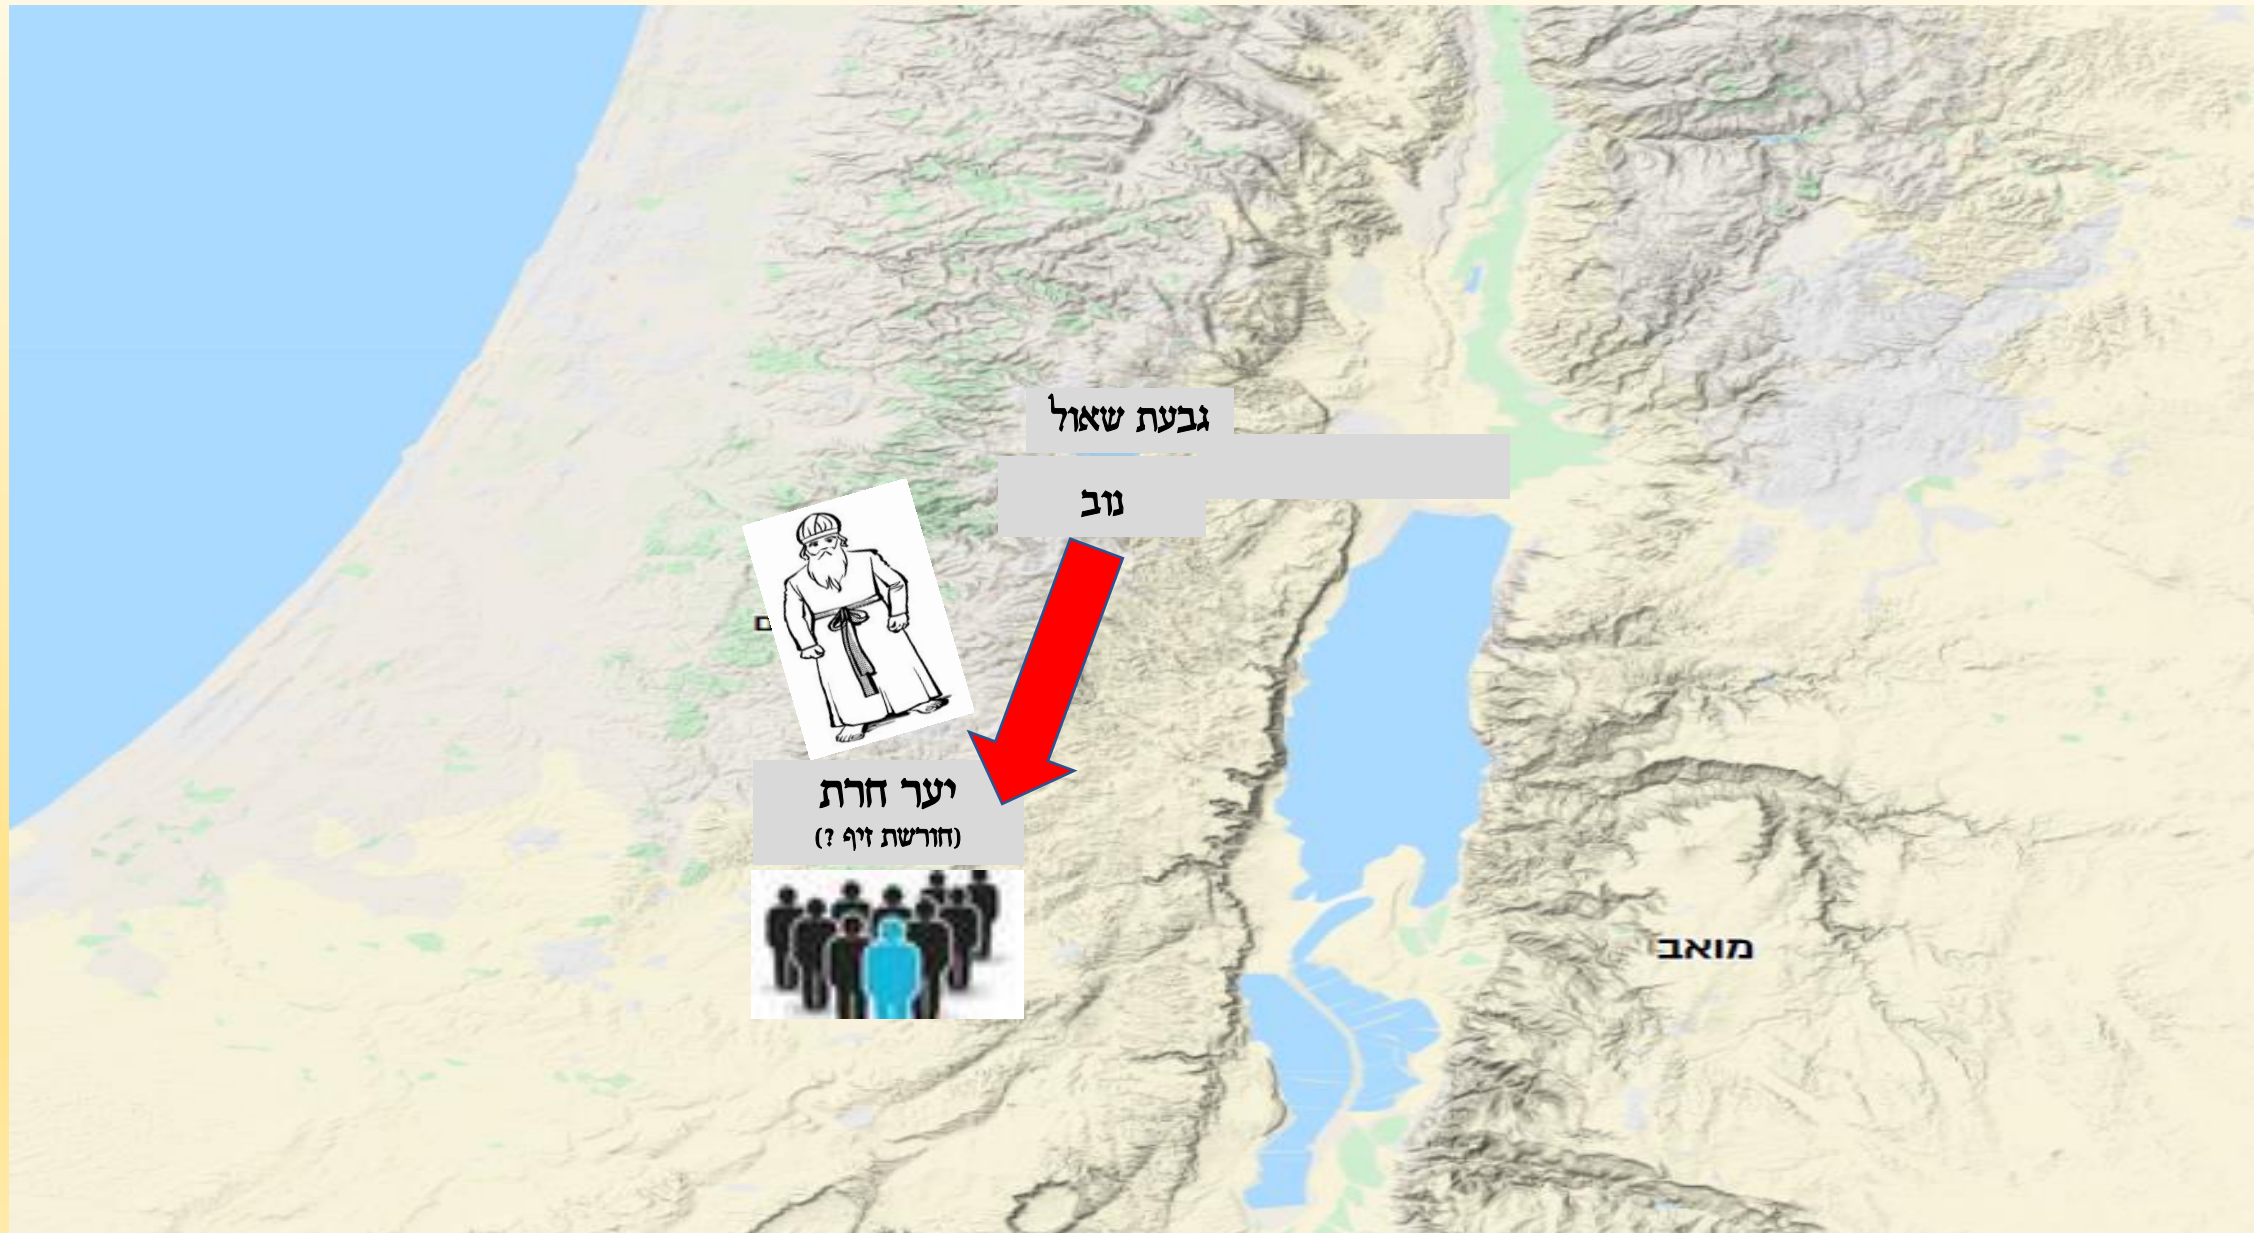 גבעת שאול
נוב
ם
יער חרת
(חורשת זיף ?)
מואב